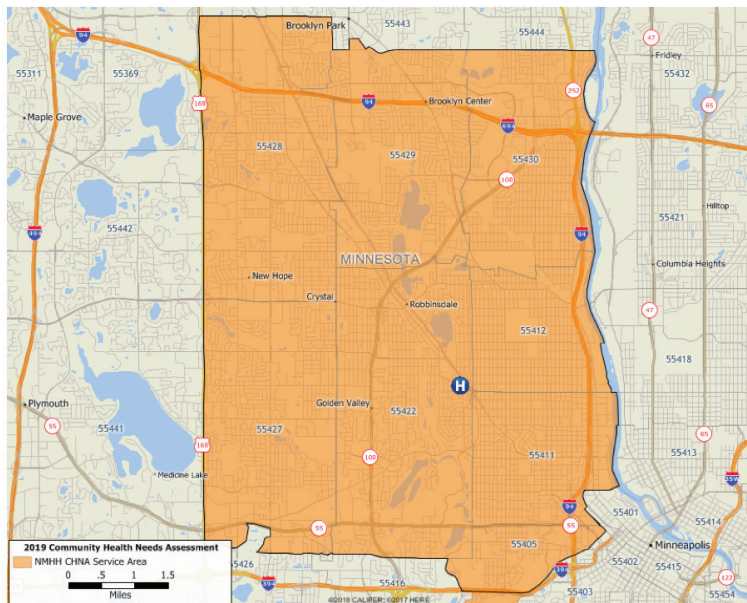 Brooklyn Park
55443
94
55444
47
Fridley
55311
55369
55432
252
169
94
Brooklyn Center
65
Maple Grove
694
55428
55429
55430
100
Hilltop
55421
55442
494
94
MINNESOTA
Columbia Heights
New Hope
Crystal
Robbinsdale
47
55412
55418
H
Plymouth
Golden Valley
55422
55
55427
55441
65
169
55413
55411
100
Medicine Lake
35W
94
55401
55414
55
55
2019 Community Health Needs Assessment
55405
Minneapolis
NMHH CHNA Service Area
55426
55402
55415
0 .5 1 1.5
394
55416
394
55403
122
55454
Miles
©2018 CALIPER; ©2017 HERE